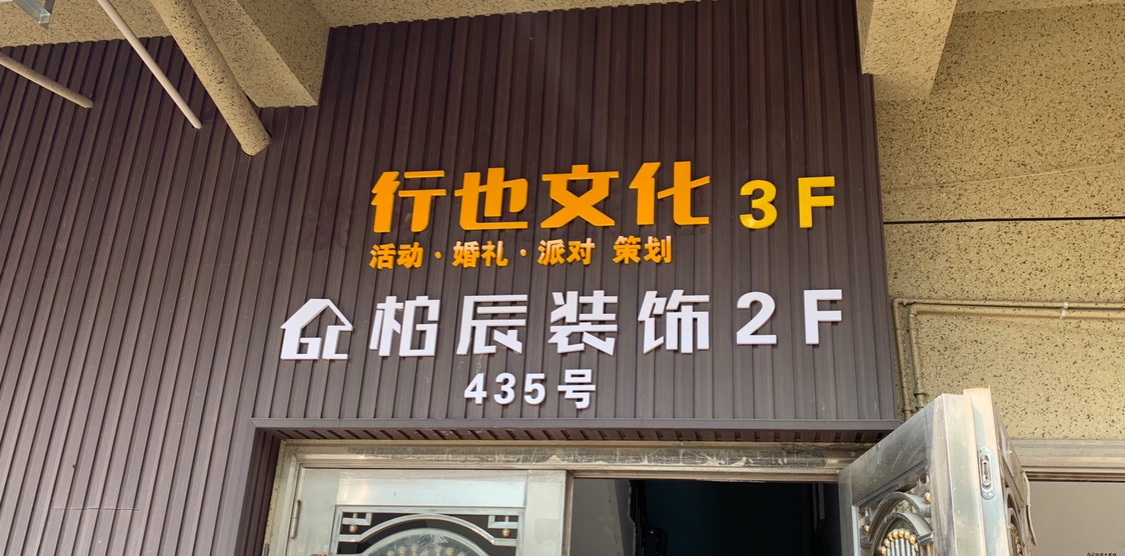 行也文化 3F
活动·婚礼·派对 策划
柏辰装饰 2F
435号